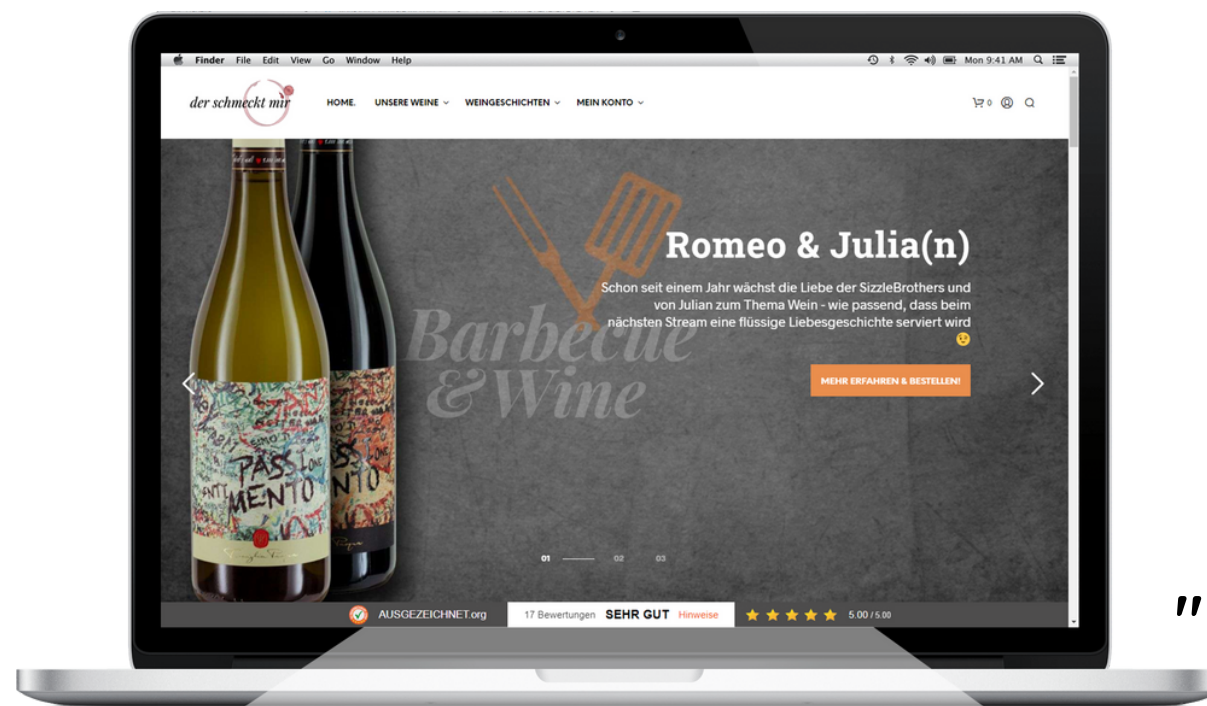 Finder File Edit View Go Window Help
Mon 9:41 AM
der schmeckt mir
HOME.
UNSERE WEINE
WEINGESCHICHTEN
MEIN KONTO
0
Romeo & Julia(n)
Schon seit einem Jahr wächst die Liebe der SizzleBrothers und
von Julian zum Thema Wein - wie passend, dass beim
nächsten Stream eine flüssige Liebesgeschichte serviert wird
Barbecue
& Wine
MEHR ERFAHREN & BESTELLEN!
PASSIONE
MENTO
NTO
01
02
03
AUSGEZEICHNET.org
17 Bewertungen SEHR GUT Hinweise
5.00 / 5.00
"